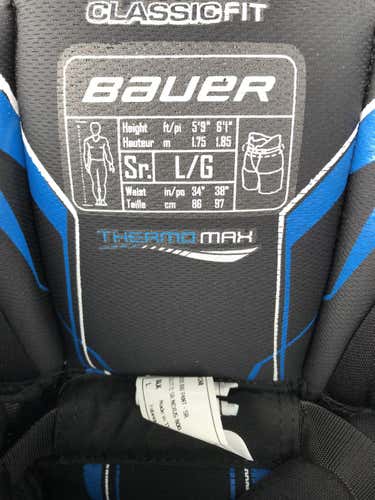 CLASSICFIT
BAUER
Height ft/pi 5'9" 6'1"
Hauteur m 1.75 1.85
Sr. L/G
Waist in/po 34" 38"
Taille cm 86 97
THERMOMAX